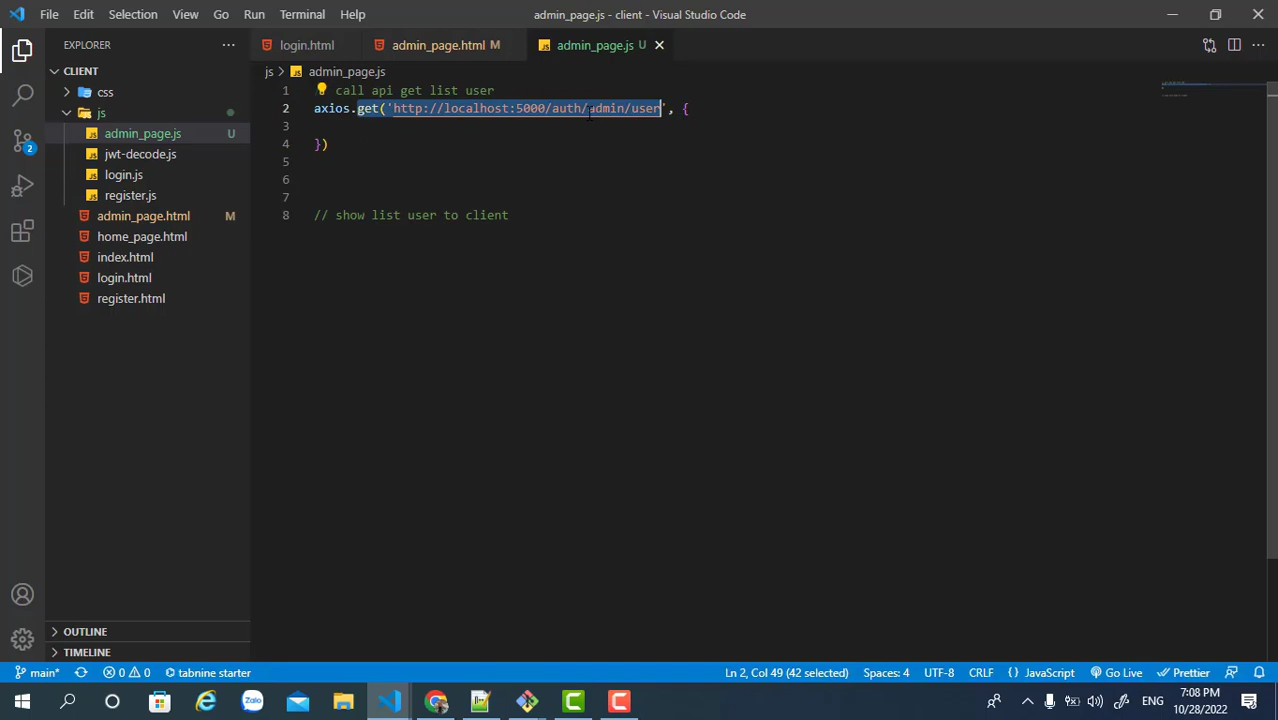 File Edit Selection View Go Run Terminal Help
admin_page.js - client - Visual Studio Code
EXPLORER
login.html
admin_page.html M
admin_page.js U
CLIENT
css
js
admin_page.js U
jwt-decode.js
login.js
register.js
admin_page.html M
home_page.html
index.html
login.html
register.html
OUTLINE
TIMELINE
2
js > admin_page.js
1 call api get list user
2 axios.get('http://localhost:5000/auth/admin/user', {
3
4 })
5
6
7
8 // show list user to client
main* 0 0 tabnine starter
Ln 2, Col 49 (42 selected) Spaces: 4 UTF-8 CRLF { } JavaScript Go Live Prettier
Zalo
ENG
7:08 PM
10/28/2022